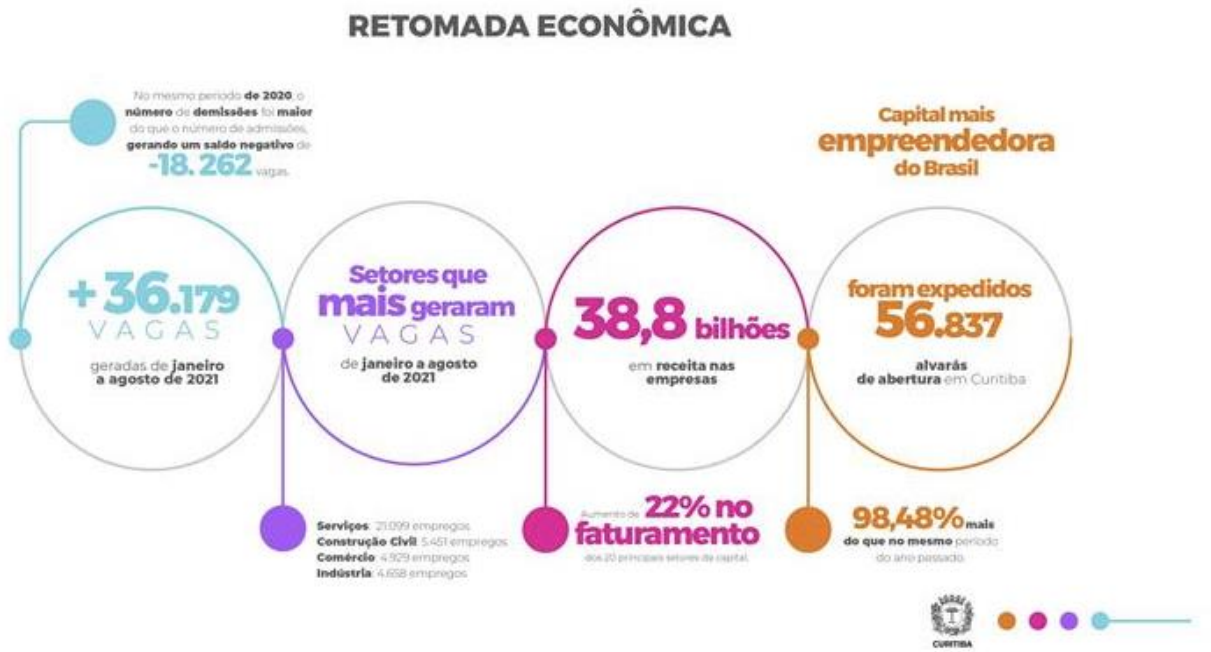 RETOMADA ECONÔMICA
No mesmo período de 2020, o
número de demissões foi maior
do que o número de admissões,
gerando um saldo negativo de
-18. 262 vagas.
+ 36.179
VAGAS
geradas de janeiro
a agosto de 2021
Setores que
mais geraram
VAGAS
de janeiro a agosto
de 2021
Serviços: 21.099 empregos
Construção Civil: 5.451 empregos
Comércio: 4.929 empregos
Indústria: 4.658 empregos
38,8 bilhões
em receita nas
empresas
Aumento de 22% no
faturamento
dos 20 principais setores da capital.
Capital mais
empreendedora
do Brasil
foram expedidos
56.837
alvarás
de abertura em Curitiba
98,48% mais
do que no mesmo período
do ano passado.
CURITIBA